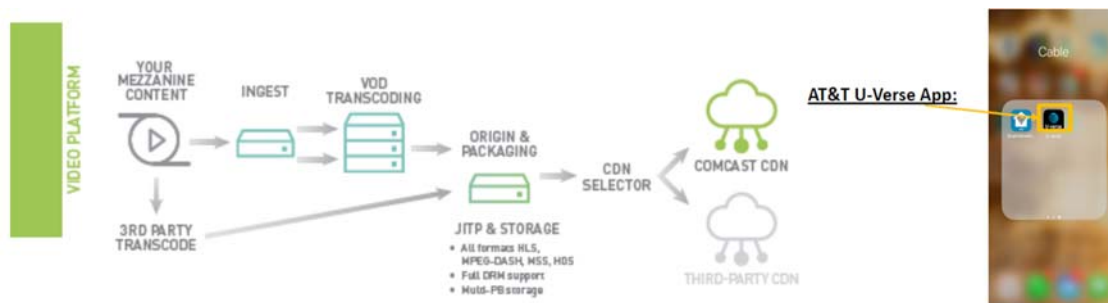 VIDEO PLATFORM
YOUR
MEZZANINE
CONTENT
INGEST
VOD
TRANSCODING
3RD PARTY
TRANSCODE
ORIGIN &
PACKAGING
JITP & STORAGE
• All formats HLS,
MPEG-DASH, MSS, HDS
• Full DRM support
• Multi-PB storage
CDN
SELECTOR
COMCAST CDN
THIRD-PARTY CDN
AT&T U-Verse App:
Cable